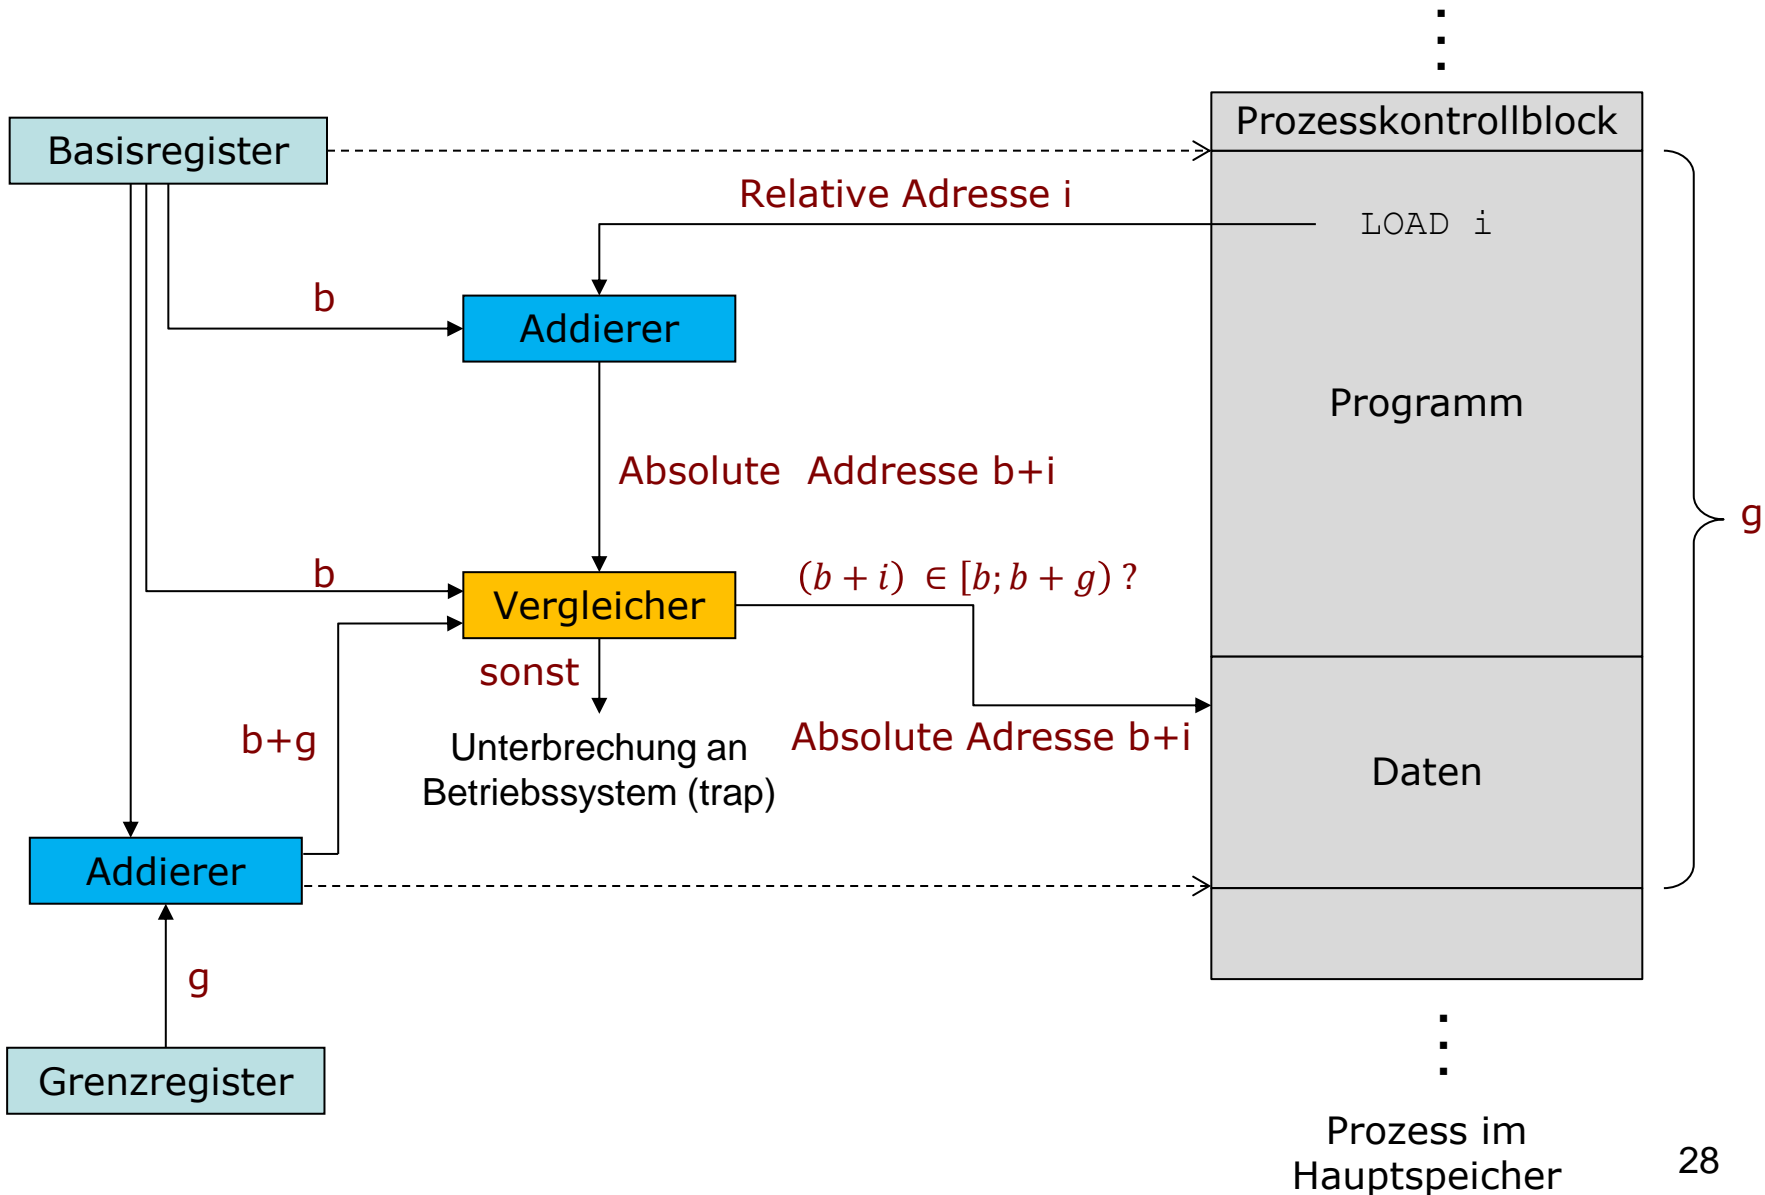 Prozesskontrollblock
Basisregister
Relative Adresse i
LOAD i
b
Addierer
Programm
Absolute Addresse b+i
g
b
Vergleicher
(b + i) ∈ [b; b + g) ?
sonst
b+g
Unterbrechung an
Betriebssystem (trap)
Absolute Adresse b+i
Daten
Addierer
g
Grenzregister
Prozess im
Hauptspeicher
28